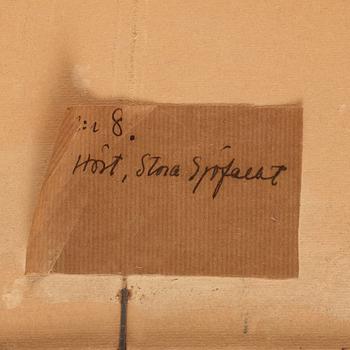 N:r 8.
Höst, Stora Sjöfallet